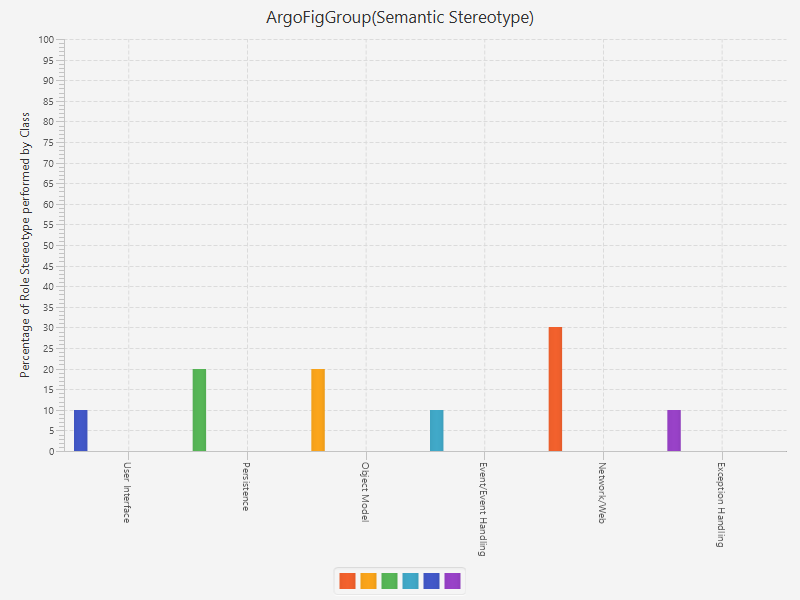 ArgoFigGroup(Semantic Stereotype)
Percentage of Role Stereotype performed by Class
100
95
90
85
80
75
70
65
60
55
50
45
40
35
30
25
20
15
10
5
0
User Interface
Persistence
Object Model
Event/Event Handling
Network/Web
Exception Handling